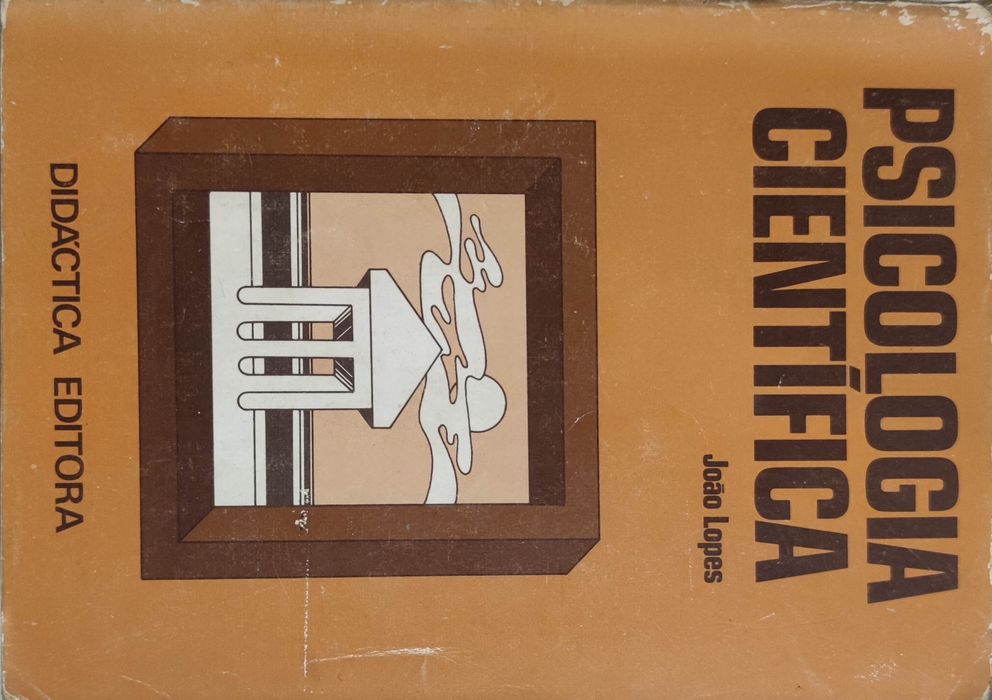 PSICOLOGIA
CIENTÍFICA
João Lopes
DIDÁCTICA EDITORA